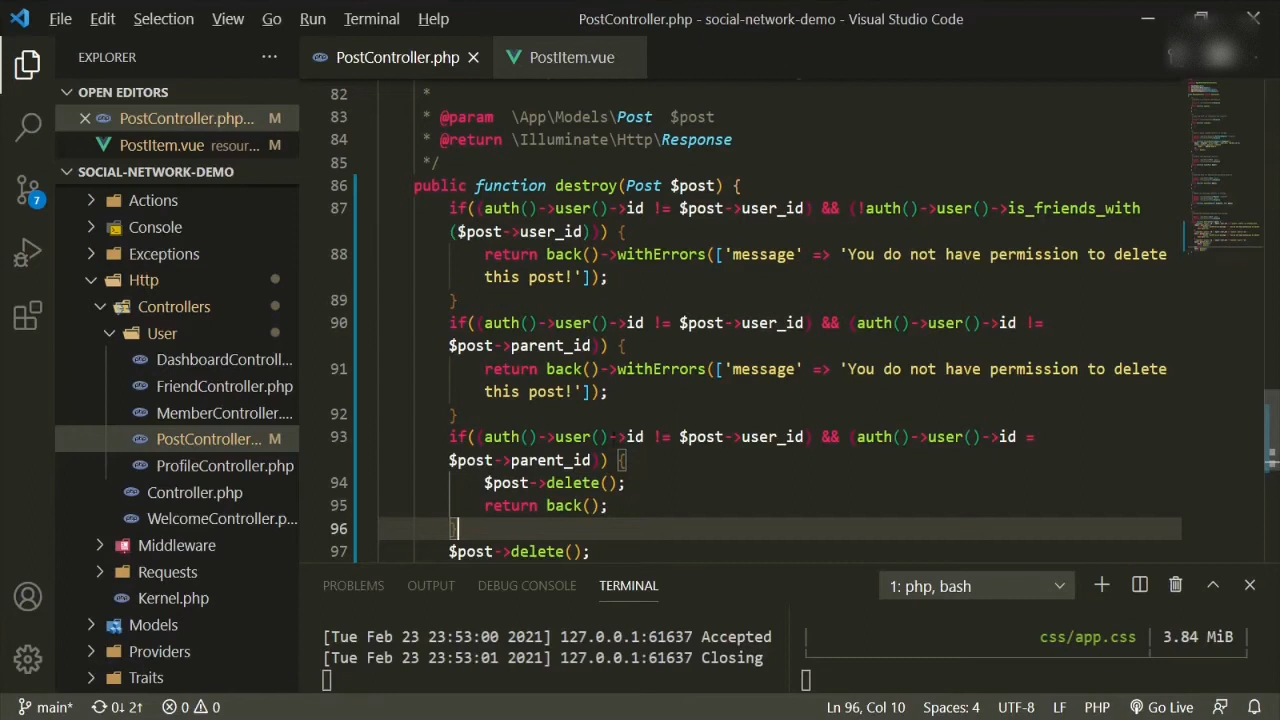 File Edit Selection View Go Run Terminal Help PostController.php - social-network-demo - Visual Studio Code
EXPLORER ···
PostController.php
PostItem.vue
OPEN EDITORS
PostController.php... M
PostItem.vue resour... M
SOCIAL-NETWORK-DEMO
Actions
Console
Exceptions
Http
Controllers
User
DashboardControll...
FriendController.php
MemberController....
PostController... M
ProfileController.php
Controller.php
WelcomeController.p...
Middleware
Requests
Kernel.php
Models
Providers
Traits
7
82 *
83 * @param \App\Models\Post $post
84 * @return \Illuminate\Http\Response
85 */
86 public function destroy(Post $post) {
87 if((auth()->user()->id != $post->user_id) && (!auth()->user()->is_friends_with
($post->user_id))) {
88 return back()->withErrors(['message' => 'You do not have permission to delete
this post!']);
89 }
90 if((auth()->user()->id != $post->user_id) && (auth()->user()->id !=
$post->parent_id)) {
91 return back()->withErrors(['message' => 'You do not have permission to delete
this post!']);
92 }
93 if((auth()->user()->id != $post->user_id) && (auth()->user()->id =
$post->parent_id)) {
94 $post->delete();
95 return back();
96 }
97 $post->delete();
PROBLEMS OUTPUT DEBUG CONSOLE TERMINAL 1: php, bash
[Tue Feb 23 23:53:00 2021] 127.0.0.1:61637 Accepted
[Tue Feb 23 23:53:01 2021] 127.0.0.1:61637 Closing
css/app.css | 3.84 MiB
main* 0↓ 2↑ 0 0 Ln 96, Col 10 Spaces: 4 UTF-8 LF PHP Go Live